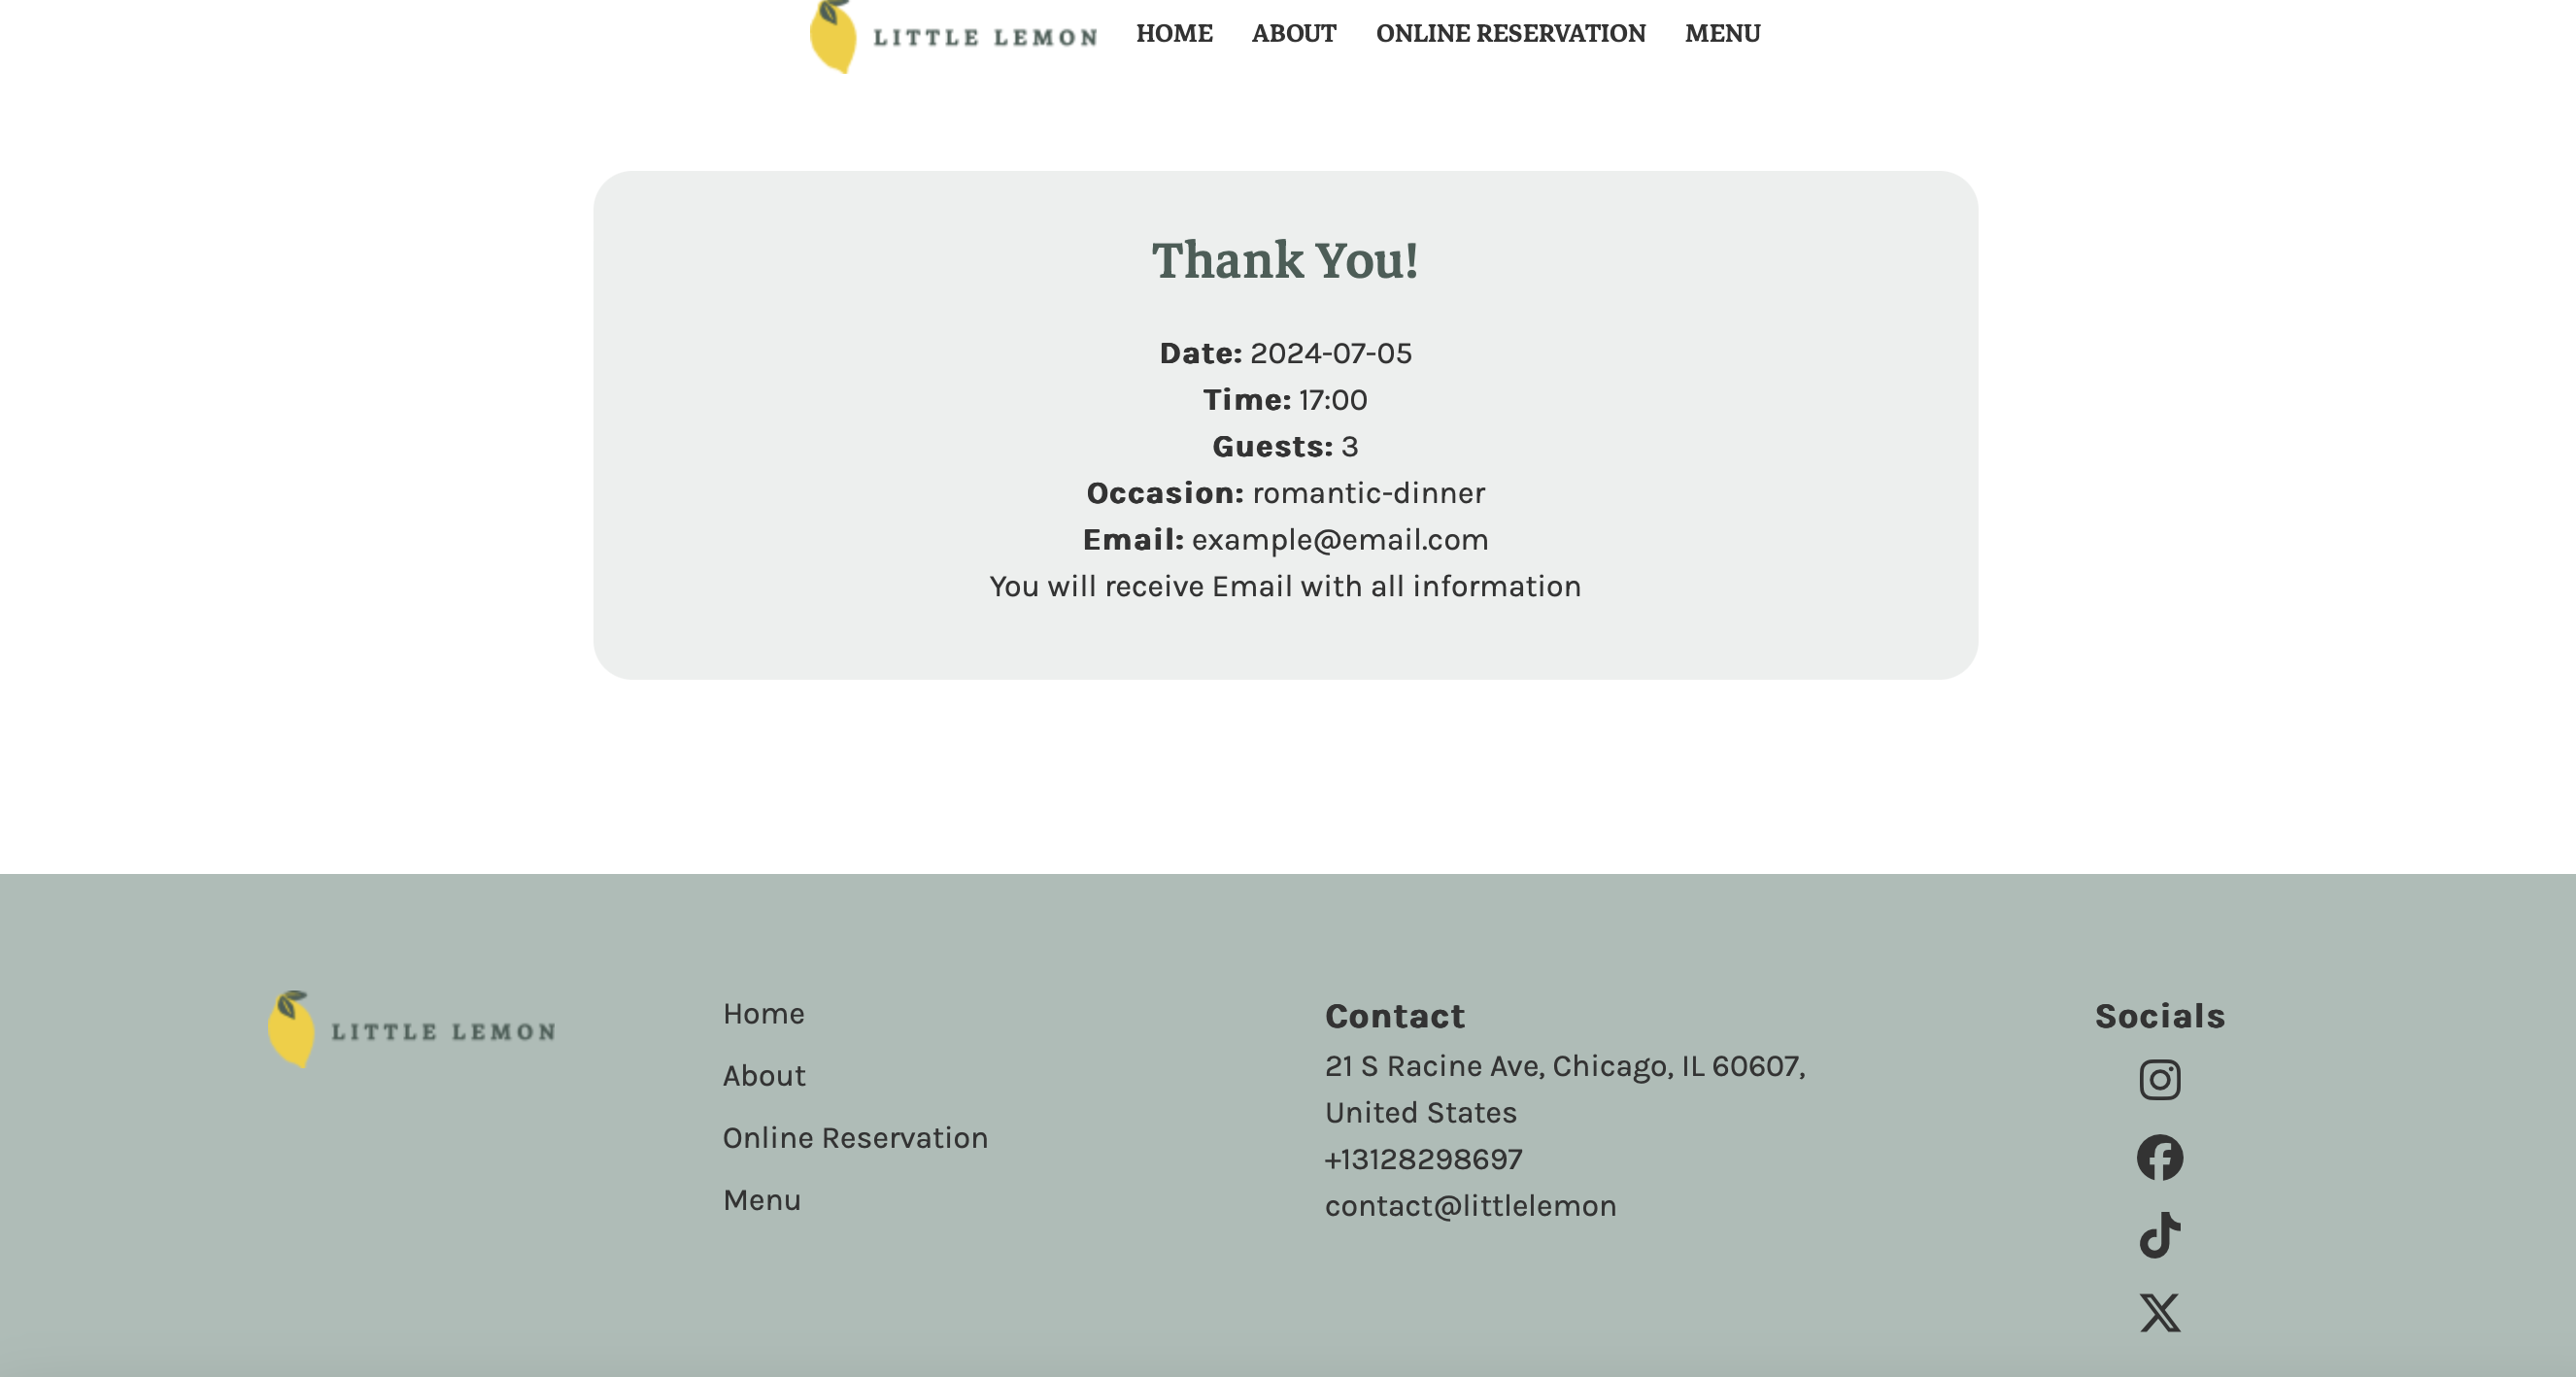 LITTLE LEMON HOME ABOUT ONLINE RESERVATION MENU
Thank You!
Date: 2024-07-05
Time: 17:00
Guests: 3
Occasion: romantic-dinner
Email: example@email.com
You will receive Email with all information
LITTLE LEMON
Home
About
Online Reservation
Menu
Contact
21 S Racine Ave, Chicago, IL 60607,
United States
+13128298697
contact@littlelemon
Socials